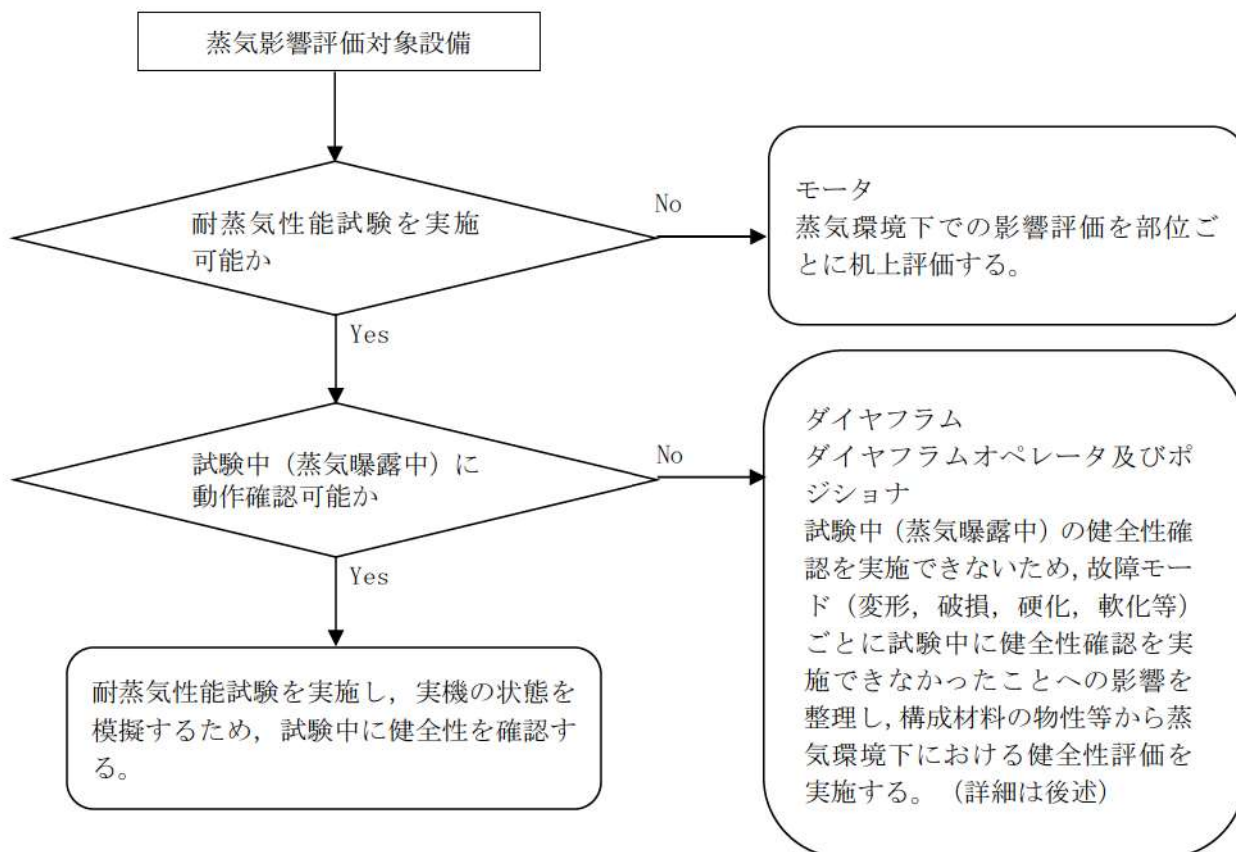 蒸気影響評価対象設備
耐蒸気性能試験を実施
可能か
No
モータ
蒸気環境下での影響評価を部位ご
とに机上評価する。
Yes
試験中（蒸気曝露中）に
動作確認可能か
No
ダイヤフラム
ダイヤフラムオペレータ及びポ
ジショナ
試験中（蒸気曝露中）の健全性確
認を実施できないため，故障モー
ド（変形，破損，硬化，軟化等）
ごとに試験中に健全性確認を実
施できなかったことへの影響を
整理し，構成材料の物性等から蒸
気環境下における健全性評価を
実施する。（詳細は後述）
Yes
耐蒸気性能試験を実施し，実機の状態を
模擬するため，試験中に健全性を確認す
る。